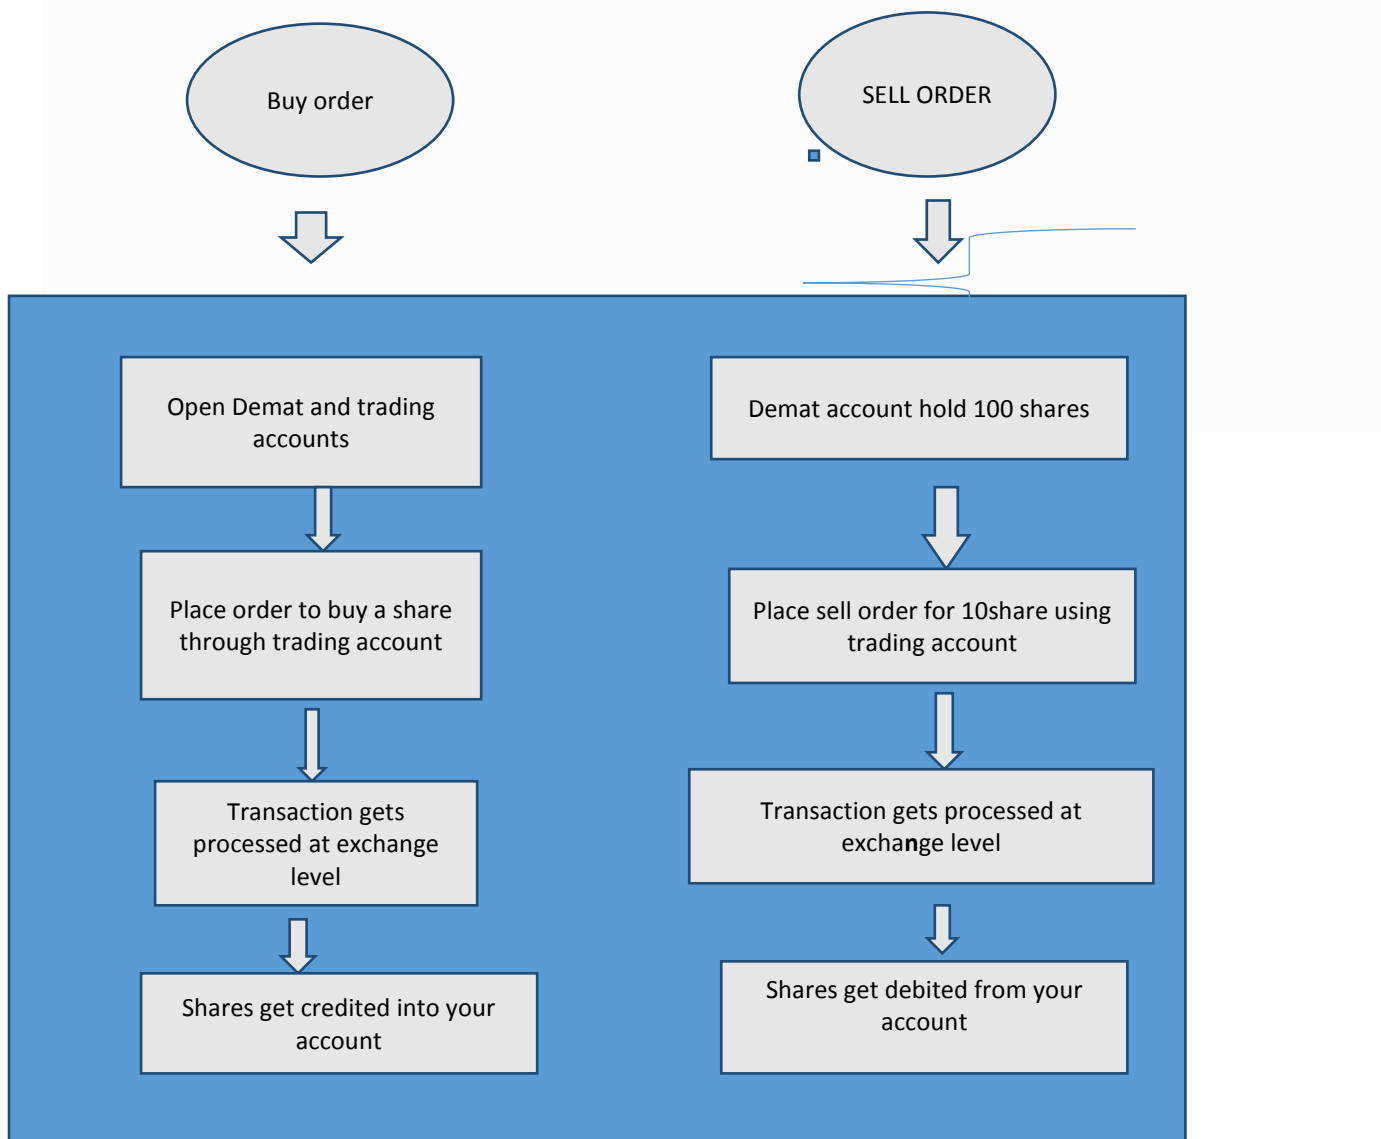 Buy order
SELL ORDER
Open Demat and trading
accounts
Demat account hold 100 shares
Place order to buy a share
through trading account
Place sell order for 10share using
trading account
Transaction gets
processed at exchange
level
Transaction gets processed at
exchange level
Shares get credited into your
account
Shares get debited from your
account